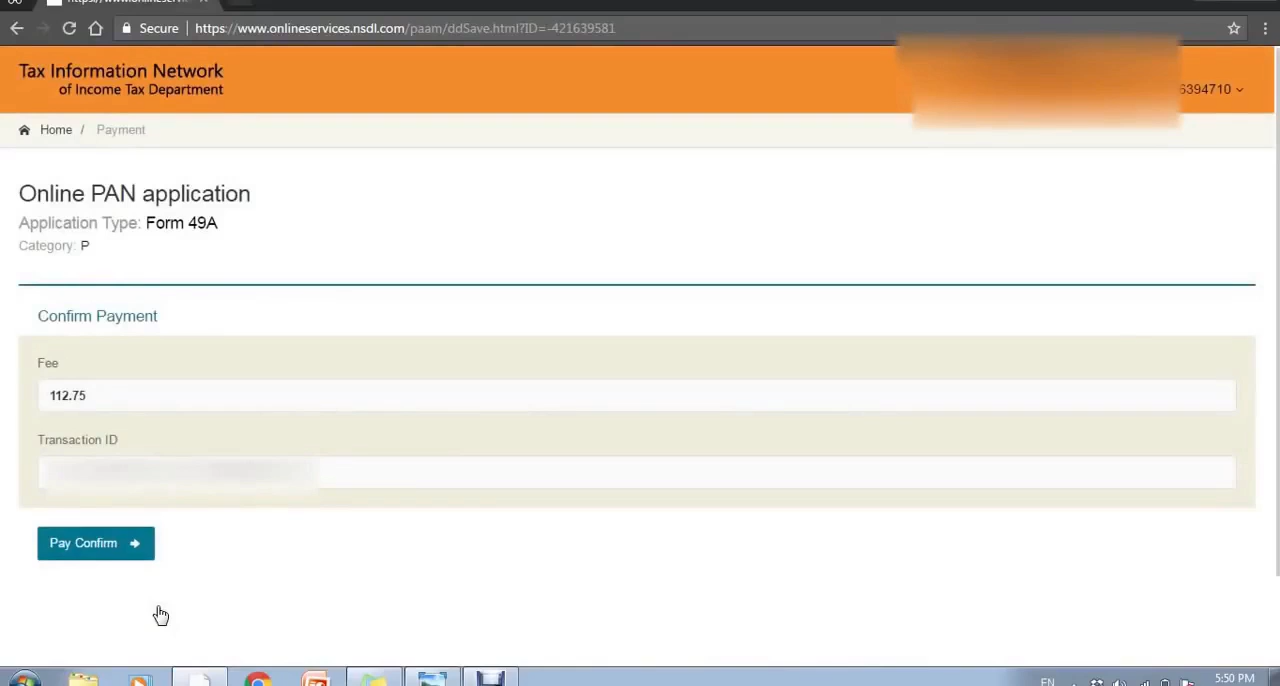 Secure
https://www.onlineservices.nsdl.com/paam/ddSave.html?ID=-421639581
Tax Information Network
of Income Tax Department
6394710
Home / Payment
Online PAN application
Application Type: Form 49A
Category: P
Confirm Payment
Fee
112.75
Transaction ID
Pay Confirm
EN
5:50 PM